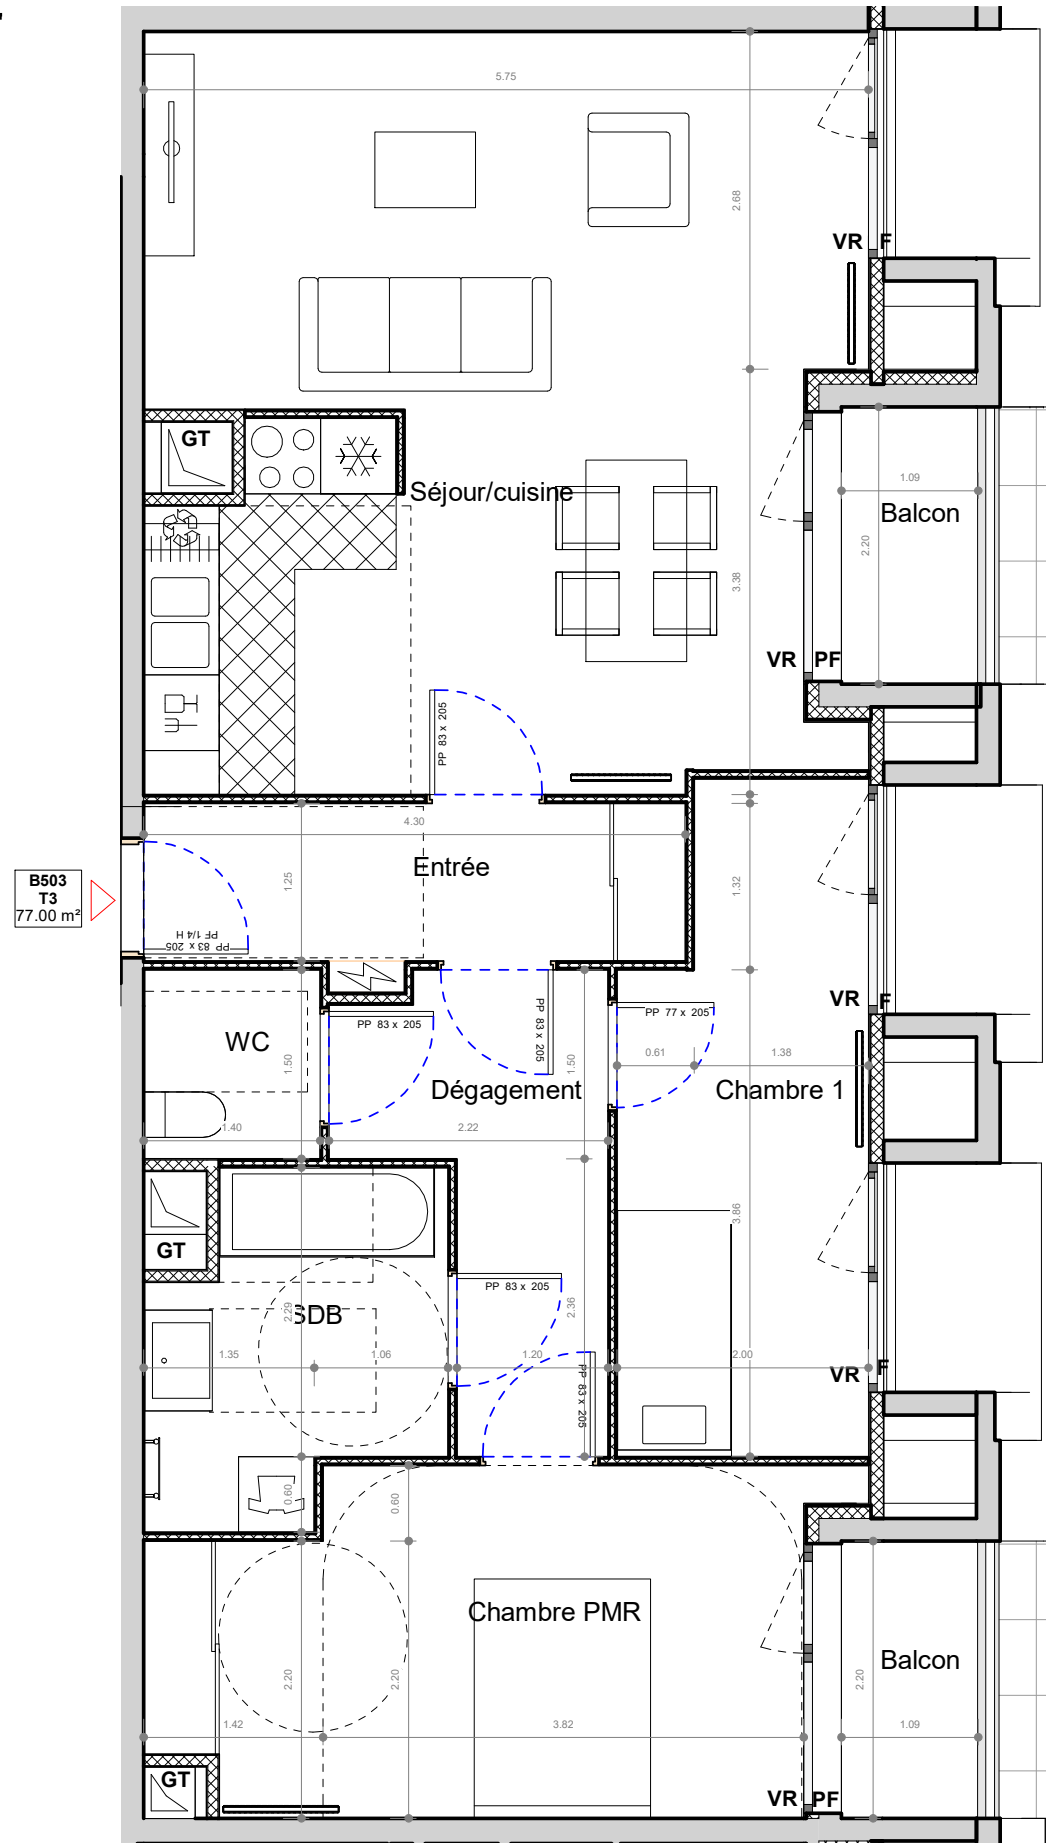 5.75
2.68
VR F
GT
Séjour/cuisine
1.09
Balcon
2.20
3.38
VR PF
PP 83 x 205
4.30
Entrée
B503
T3
77.00 m²
1.25
1.32
PF 1/4 H
PP 83 x 205
VR F
PP 83 x 205
PP 83 x 205
PP 77 x 205
WC
1.50
1.50
0.61
1.38
Dégagement
Chambre 1
1.40
2.22
3.86
GT
PP 83 x 205
2.29
SDB
2.36
1.35
1.06
1.20
2.00
VR F
PP 83 x 205
0.60
0.60
Chambre PMR
Balcon
2.20
2.20
2.20
1.42
3.82
1.09
GT
VR PF